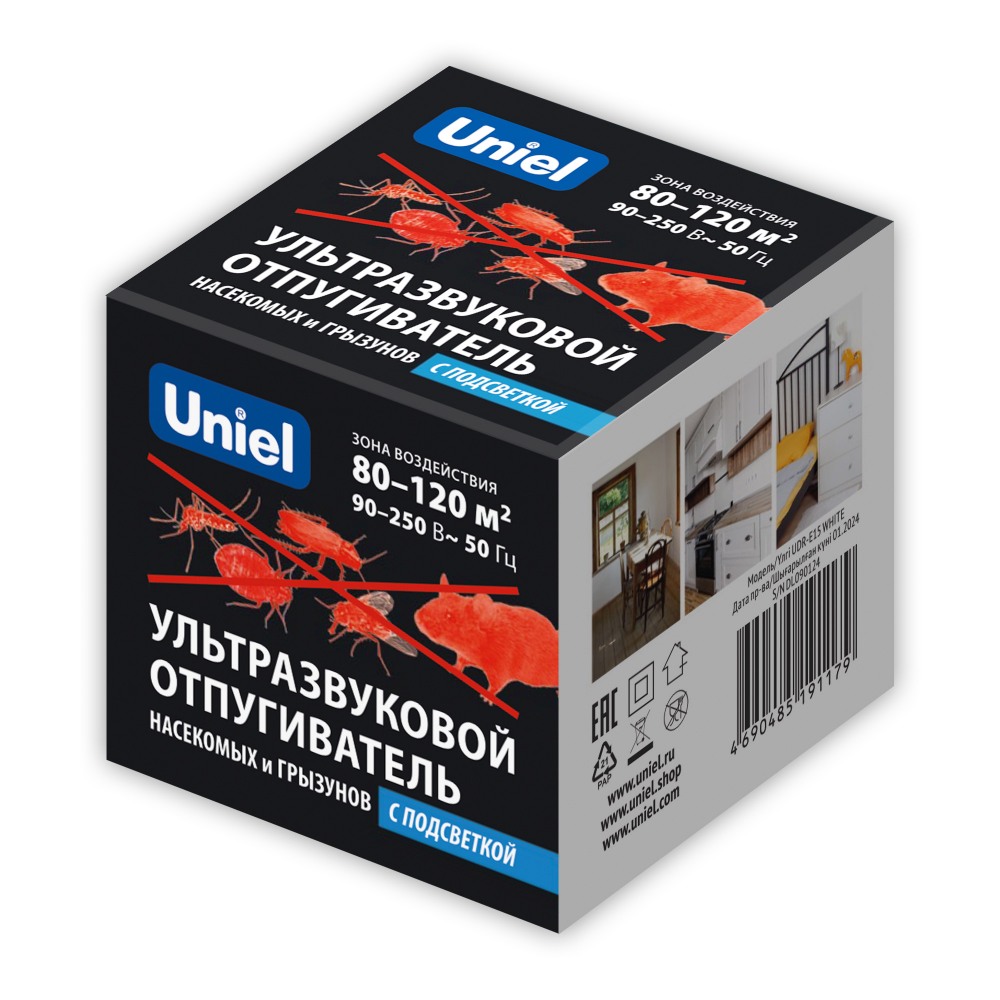 Uniel
®
ЗОНА ВОЗДЕЙСТВИЯ
80–120 м²
90–250 В~ 50 Гц
УЛЬТРАЗВУКОВОЙ
ОТПУГИВАТЕЛЬ
НАСЕКОМЫХ и ГРЫЗУНОВ
С ПОДСВЕТКОЙ
Uniel
®
ЗОНА ВОЗДЕЙСТВИЯ
80–120 м²
90–250 В~ 50 Гц
УЛЬТРАЗВУКОВОЙ
ОТПУГИВАТЕЛЬ
НАСЕКОМЫХ и ГРЫЗУНОВ
С ПОДСВЕТКОЙ
Модель/Үлгі UDR-E15 WHITE
Дата пр-ва/Шығарылған күні 01.2024
S/N DL090124
4 690485 191179
EAC
21
PAP
www.uniel.ru
www.uniel.shop
www.uniel.com